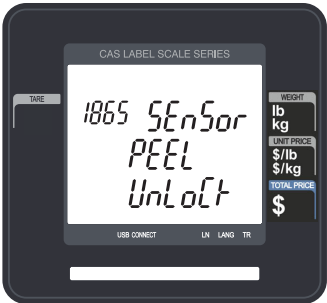 CAS LABEL SCALE SERIES
TARE
WEIGHT
lb
kg
UNIT PRICE
$/lb
$/kg
TOTAL PRICE
$
1865 SEnSor
PEEL
UnLoCk
USB CONNECT LN LANG TR